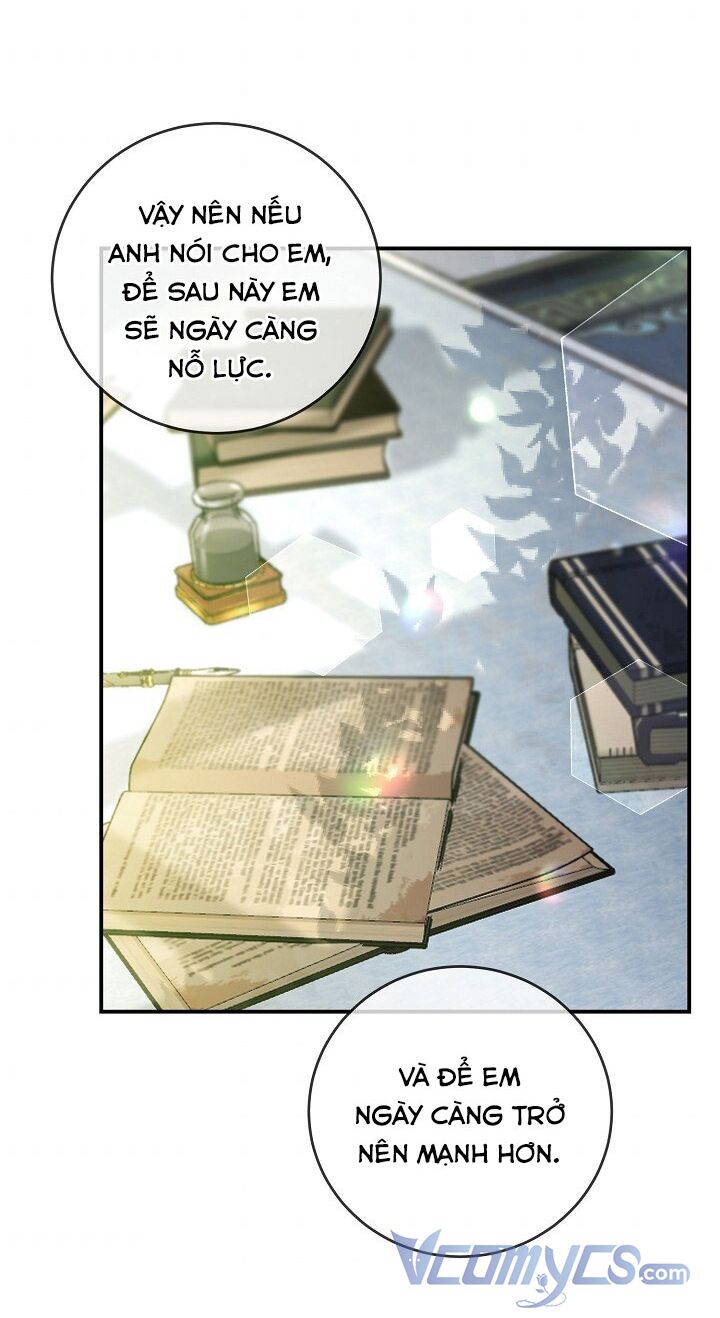 VẬY NÊN NẾU
ANH NÓI CHO EM,
ĐỂ SAU NÀY EM
SẼ NGÀY CÀNG
NỖ LỰC.
VÀ ĐỂ EM
NGÀY CÀNG TRỞ
NÊN MẠNH HƠN.
VCOMYCS.com